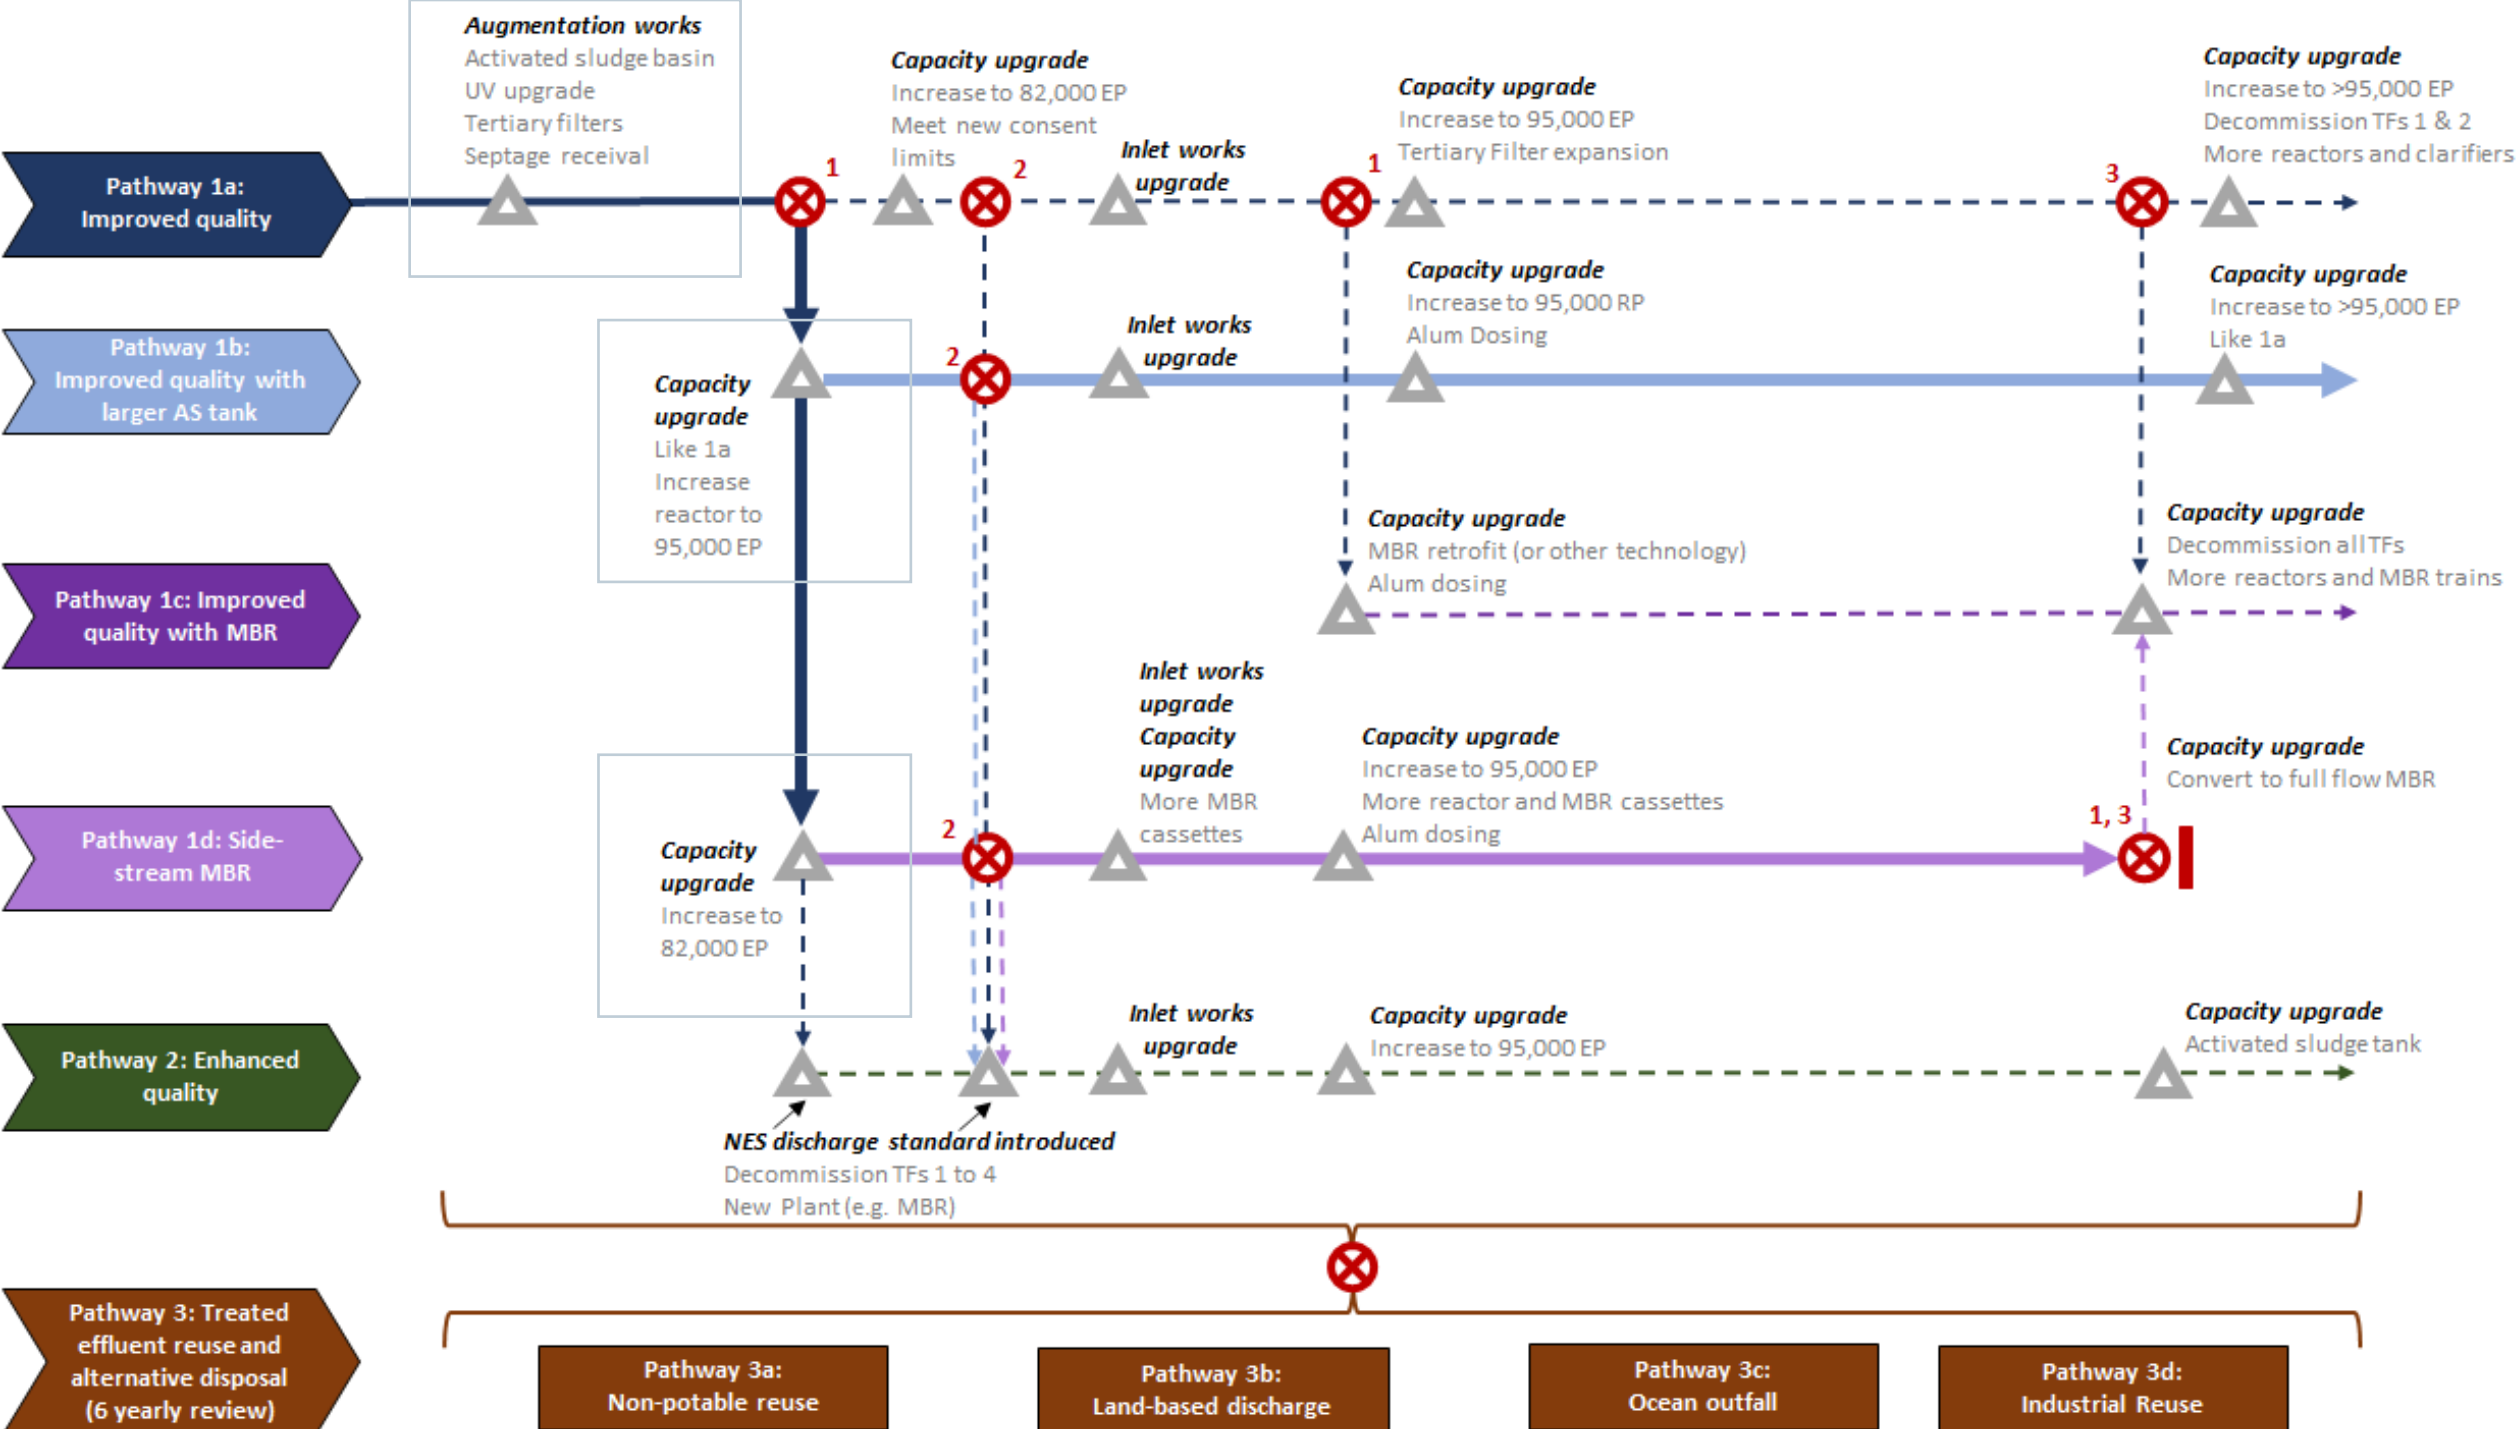 Augmentation works
Activated sludge basin
UV upgrade
Tertiary filters
Septage receival
Capacity upgrade
Increase to 82,000 EP
Meet new consent
limits
Inlet works
upgrade
Capacity upgrade
Increase to 95,000 EP
Tertiary Filter expansion
Capacity upgrade
Increase to >95,000 EP
Decommission TFs 1 & 2
More reactors and clarifiers
Pathway 1a:
Improved quality
1
2
1
3
Pathway 1b:
Improved quality with
larger AS tank
Capacity
upgrade
Like 1a
Increase
reactor to
95,000 EP
2
Inlet works
upgrade
Capacity upgrade
Increase to 95,000 RP
Alum Dosing
Capacity upgrade
Increase to >95,000 EP
Like 1a
Pathway 1c: Improved
quality with MBR
Capacity upgrade
MBR retrofit (or other technology)
Alum dosing
Capacity upgrade
Decommission all TFs
More reactors and MBR trains
Pathway 1d: Side-
stream MBR
Capacity
upgrade
Increase to
82,000 EP
2
Inlet works
upgrade
Capacity
upgrade
More MBR
cassettes
Capacity upgrade
Increase to 95,000 EP
More reactor and MBR cassettes
Alum dosing
Capacity upgrade
Convert to full flow MBR
1, 3
Pathway 2: Enhanced
quality
Inlet works
upgrade
Capacity upgrade
Increase to 95,000 EP
Capacity upgrade
Activated sludge tank
NES discharge standard introduced
Decommission TFs 1 to 4
New Plant (e.g. MBR)
Pathway 3: Treated
effluent reuse and
alternative disposal
(6 yearly review)
Pathway 3a:
Non-potable reuse
Pathway 3b:
Land-based discharge
Pathway 3c:
Ocean outfall
Pathway 3d:
Industrial Reuse